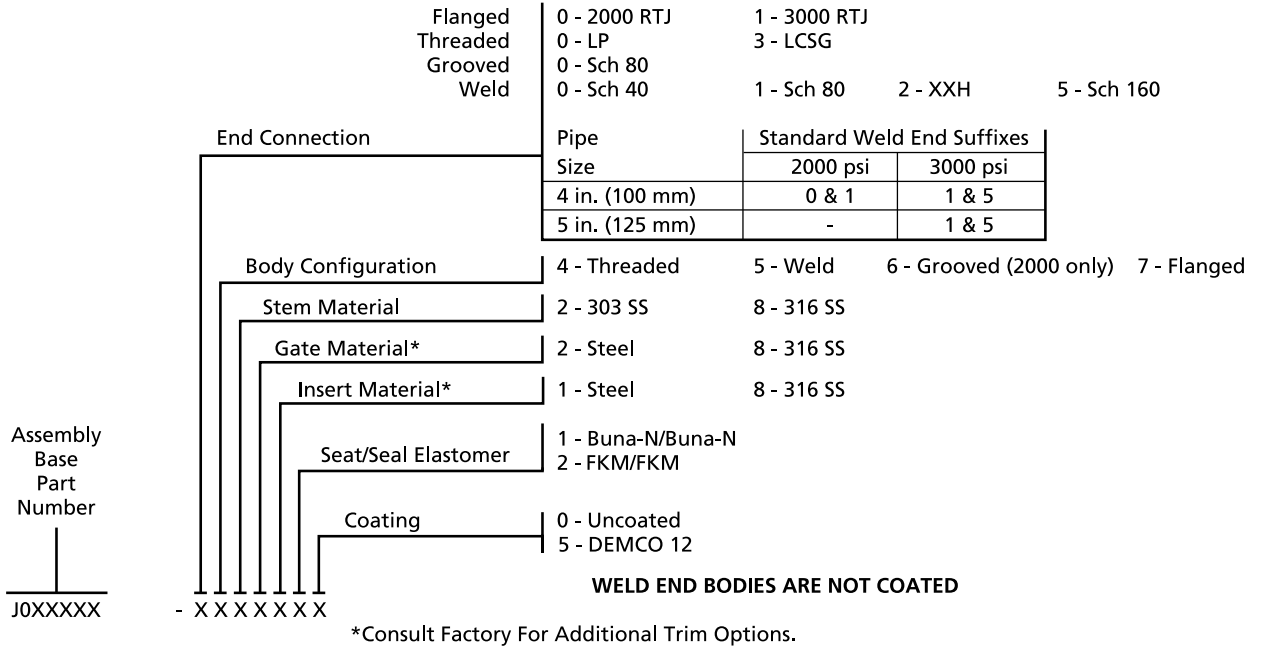 Flanged 0 - 2000 RTJ 1 - 3000 RTJ
Threaded 0 - LP 3 - LCSG
Grooved 0 - Sch 80
Weld 0 - Sch 40 1 - Sch 80 2 - XXH 5 - Sch 160
End Connection
Pipe Size Standard Weld End Suffixes
2000 psi 3000 psi
4 in. (100 mm) 0 & 1 1 & 5
5 in. (125 mm) - 1 & 5
Body Configuration 4 - Threaded 5 - Weld 6 - Grooved (2000 only) 7 - Flanged
Stem Material 2 - 303 SS 8 - 316 SS
Gate Material* 2 - Steel 8 - 316 SS
Insert Material* 1 - Steel 8 - 316 SS
Seat/Seal Elastomer 1 - Buna-N/Buna-N
2 - FKM/FKM
Coating 0 - Uncoated
5 - DEMCO 12
WELD END BODIES ARE NOT COATED
Assembly
Base
Part
Number
J0XXXXX - X X X X X X X
*Consult Factory For Additional Trim Options.